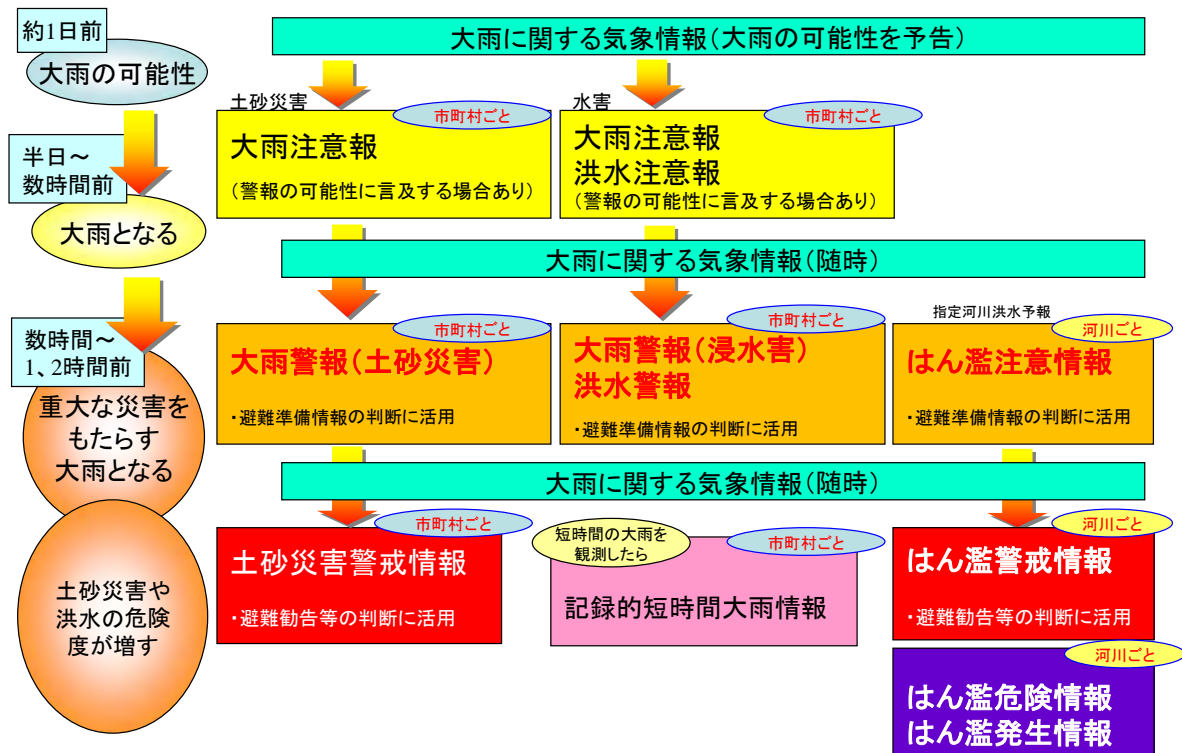 約1日前
大雨の可能性
大雨に関する気象情報(大雨の可能性を予告)
土砂災害
市町村ごと
大雨注意報
(警報の可能性に言及する場合あり)
水害
市町村ごと
大雨注意報
洪水注意報
(警報の可能性に言及する場合あり)
半日～
数時間前
大雨となる
大雨に関する気象情報(随時)
数時間～
1、2時間前
重大な災害を
もたらす
大雨となる
市町村ごと
大雨警報(土砂災害)
・避難準備情報の判断に活用
市町村ごと
大雨警報(浸水害)
洪水警報
・避難準備情報の判断に活用
指定河川洪水予報
河川ごと
はん濫注意情報
・避難準備情報の判断に活用
大雨に関する気象情報(随時)
土砂災害や
洪水の危険
度が増す
市町村ごと
土砂災害警戒情報
・避難勧告等の判断に活用
短時間の大雨を
観測したら
市町村ごと
記録的短時間大雨情報
河川ごと
はん濫警戒情報
・避難勧告等の判断に活用
河川ごと
はん濫危険情報
はん濫発生情報